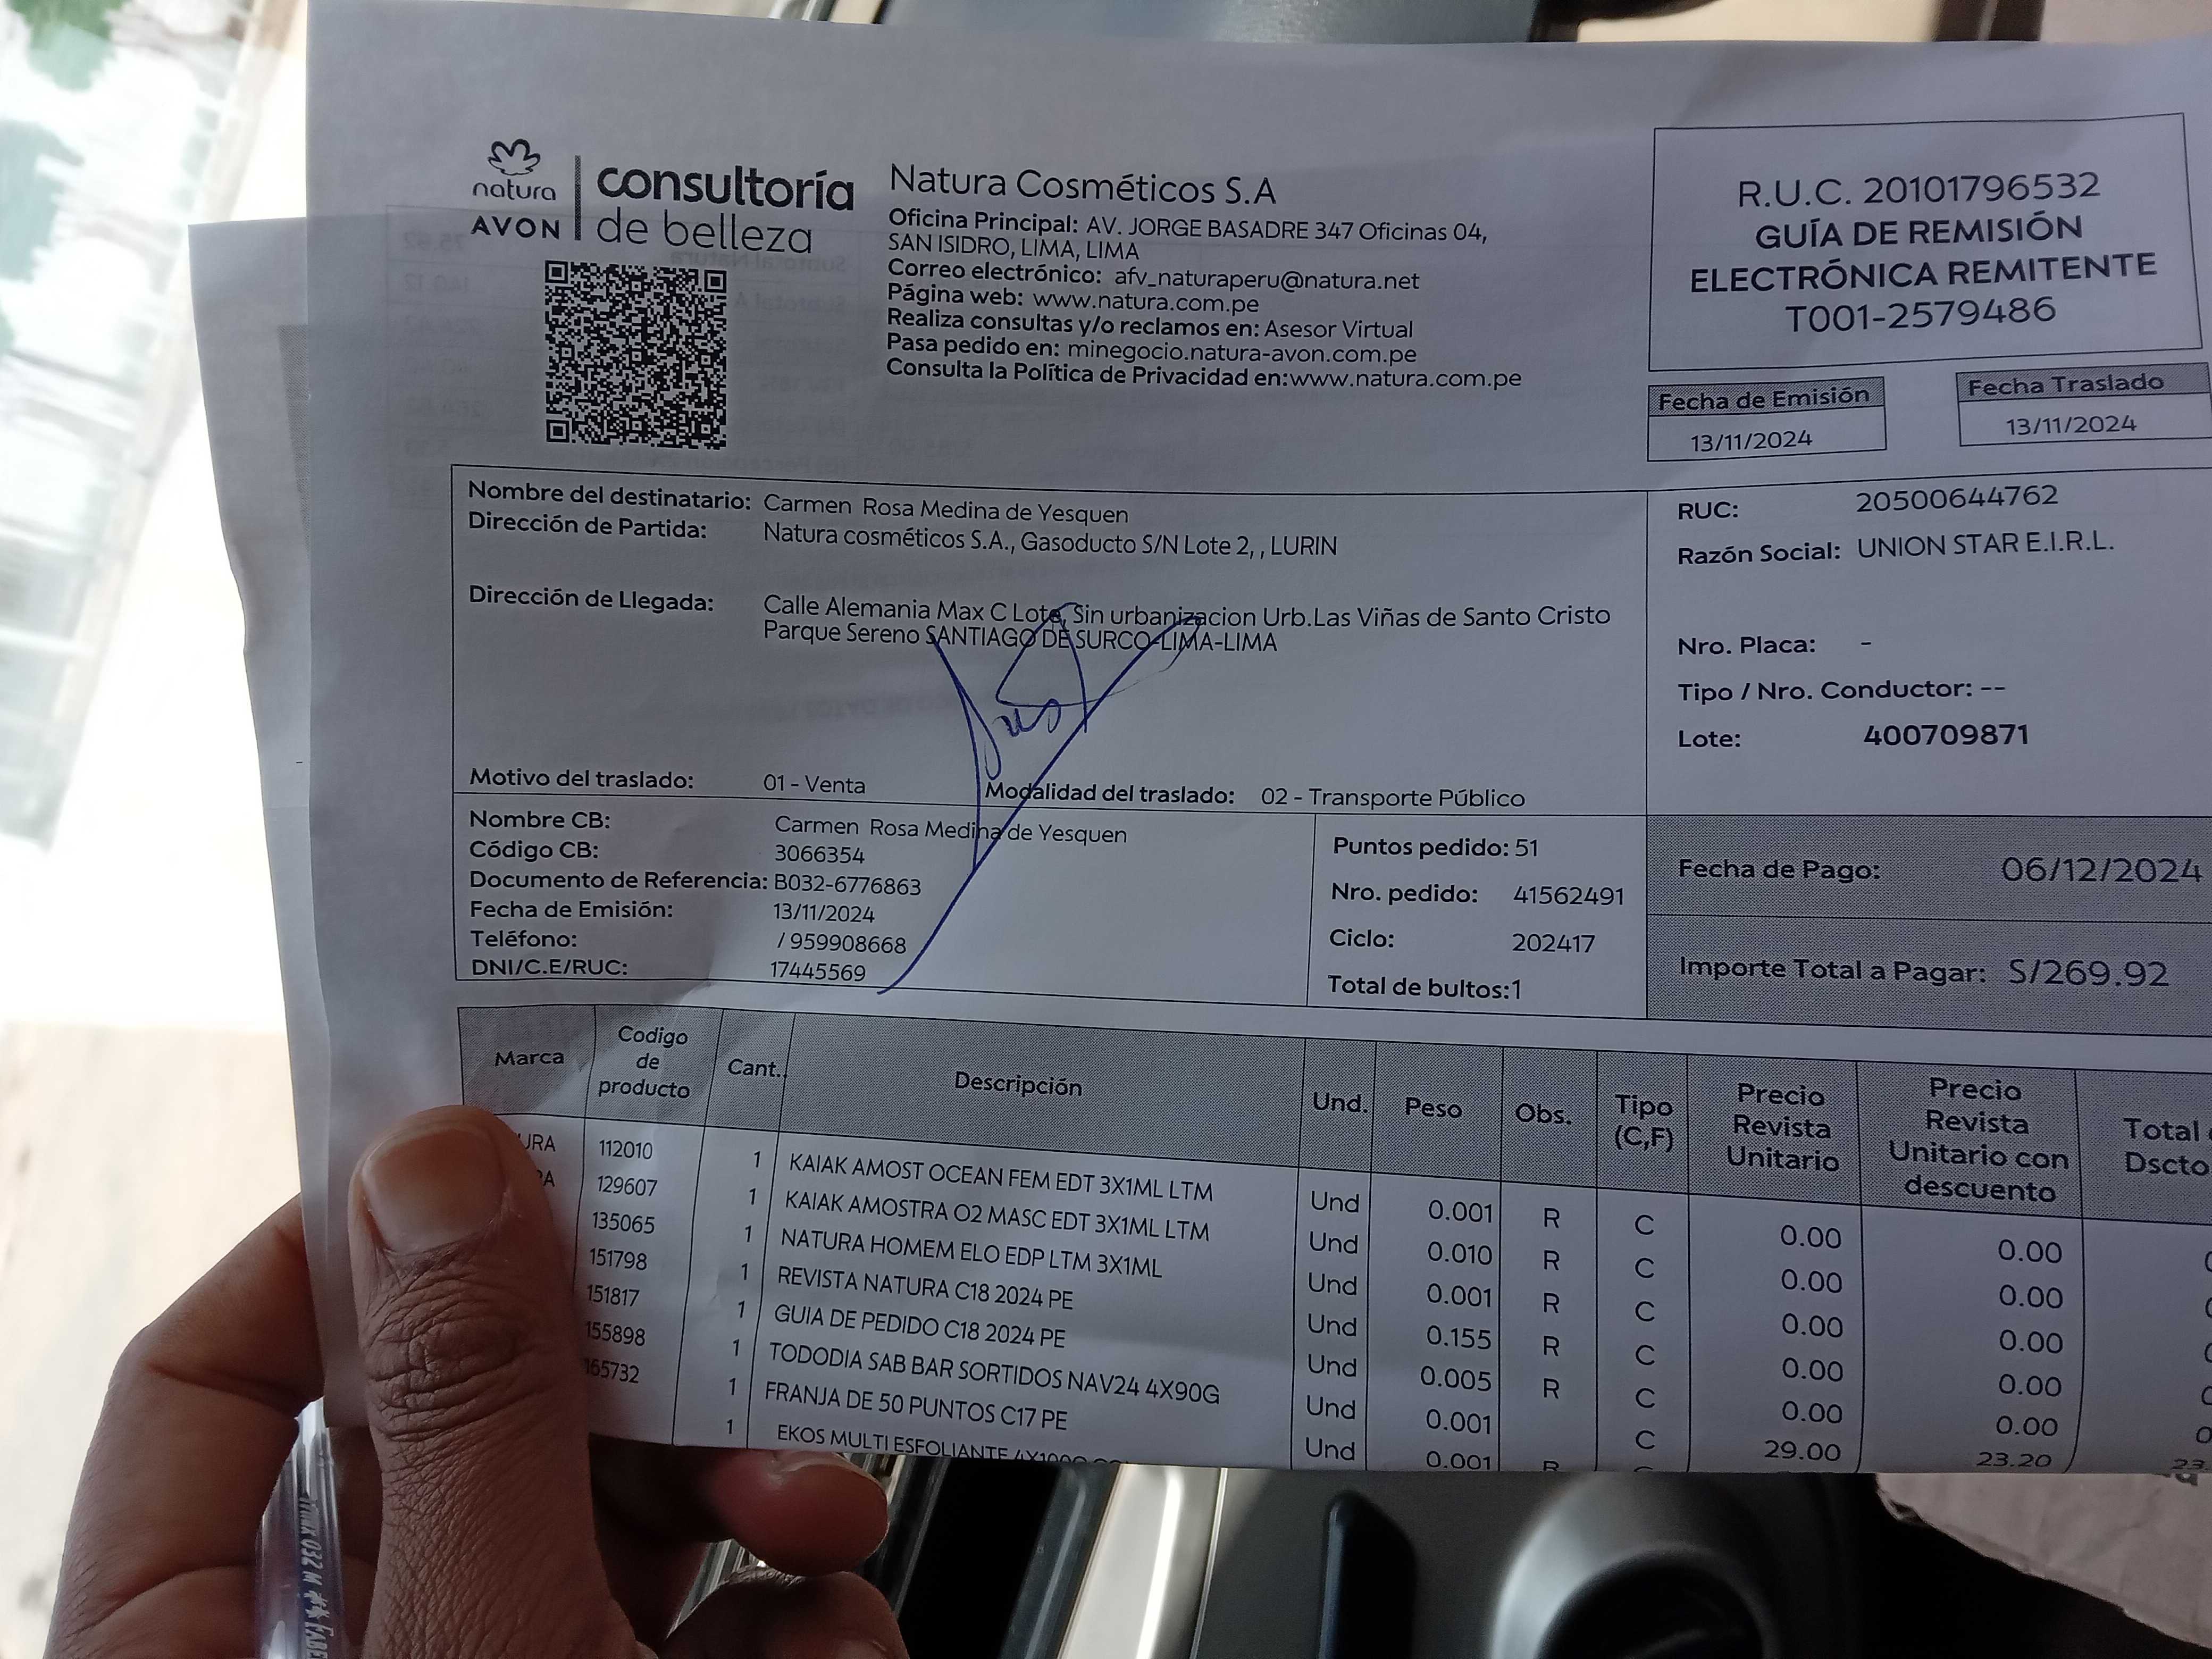 natura
AVON
consultoría
de belleza
Natura Cosméticos S.A
Oficina Principal: AV. JORGE BASADRE 347 Oficinas 04,
SAN ISIDRO, LIMA, LIMA
Correo electrónico: afv_naturaperu@natura.net
Página web: www.natura.com.pe
Realiza consultas y/o reclamos en: Asesor Virtual
Pasa pedido en: minegocio.natura-avon.com.pe
Consulta la Política de Privacidad en:www.natura.com.pe
R.U.C. 20101796532
GUÍA DE REMISIÓN
ELECTRÓNICA REMITENTE
T001-2579486
Fecha de Emisión
13/11/2024
Fecha Traslado
13/11/2024
Nombre del destinatario: Carmen Rosa Medina de Yesquen
Dirección de Partida: Natura cosméticos S.A., Gasoducto S/N Lote 2, , LURIN
Dirección de Llegada: Calle Alemania Max C Lote, Sin urbanizacion Urb.Las Viñas de Santo Cristo
Parque Sereno SANTIAGO DE SURCO-LIMA-LIMA
Motivo del traslado: 01 - Venta Modalidad del traslado: 02 - Transporte Público
RUC: 20500644762
Razón Social: UNION STAR E.I.R.L.
Nro. Placa: -
Tipo / Nro. Conductor: --
Lote: 400709871
Nombre CB: Carmen Rosa Medina de Yesquen
Código CB: 3066354
Documento de Referencia: B032-6776863
Fecha de Emisión: 13/11/2024
Teléfono: / 959908668
DNI/C.E/RUC: 17445569
Puntos pedido: 51
Nro. pedido: 41562491
Ciclo: 202417
Total de bultos:1
Fecha de Pago: 06/12/2024
Importe Total a Pagar: S/269.92
Marca Codigo de producto Cant. Descripción Und. Peso Obs. Tipo (C,F) Precio Revista Unitario Precio Revista Unitario con descuento Total Dscto
URA 112010 1 KAIAK AMOST OCEAN FEM EDT 3X1ML LTM Und 0.001 R C 0.00 0.00
RA 129607 1 KAIAK AMOSTRA O2 MASC EDT 3X1ML LTM Und 0.010 R C 0.00 0.00
135065 1 NATURA HOMEM ELO EDP LTM 3X1ML Und 0.001 R C 0.00 0.00
151798 1 REVISTA NATURA C18 2024 PE Und 0.155 R C 0.00 0.00
151817 1 GUIA DE PEDIDO C18 2024 PE Und 0.005 R C 0.00 0.00
155898 1 TODODIA SAB BAR SORTIDOS NAV24 4X90G Und 0.001 C 29.00 23.20
165732 1 FRANJA DE 50 PUNTOS C17 PE Und 0.001 R
1 EKOS MULTI ESFOLIANTE
032 M